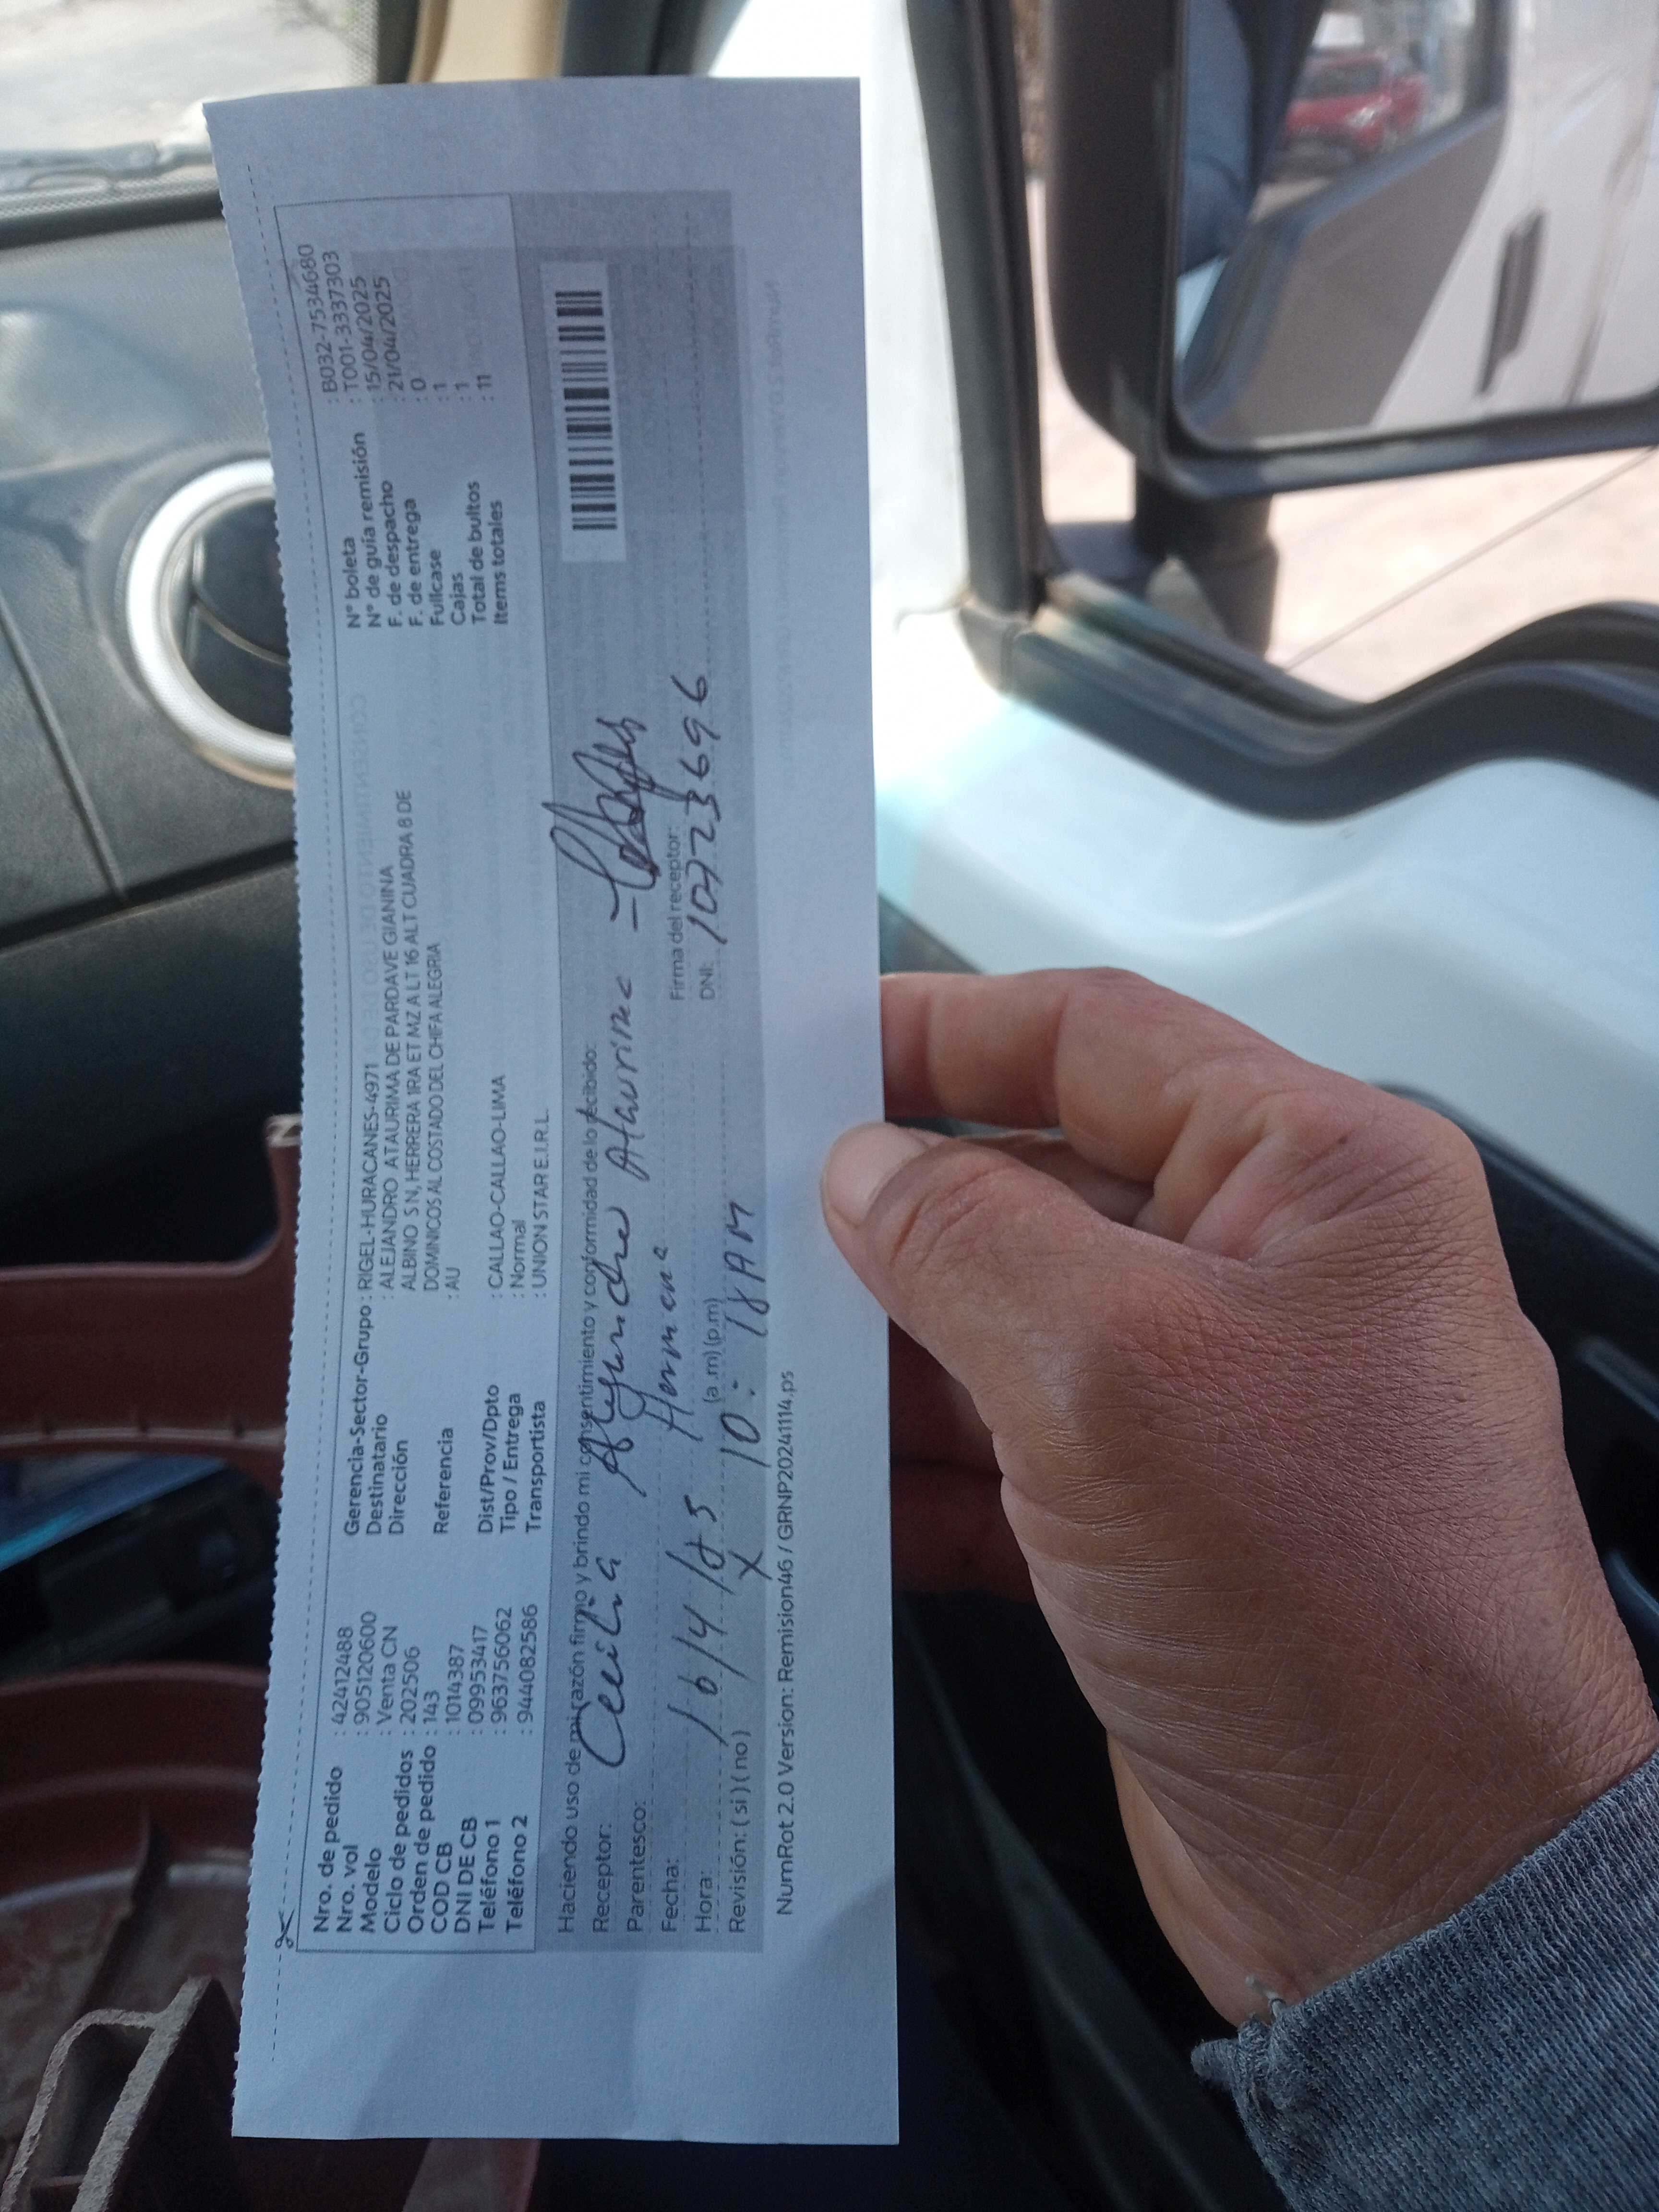 Nro. de pedido : 42412488 Gerencia-Sector-Grupo : RIGEL-HURACANES-4971 N° boleta : B032-7534680
Nro. vol : 905120600 Destinatario : ALEJANDRO ATAURIMA DE PARDAVE GIANINA N° de guía remisión : T001-3337303
Modelo : Venta CN Dirección ALBINO S N, HERRERA 1RA ET MZ A LT 16 ALT CUADRA 8 DE F. de despacho : 15/04/2025
Ciclo de pedidos : 202506 DOMINICOS AL COSTADO DEL CHIFA ALEGRIA F. de entrega : 21/04/2025
Orden de pedido : 143 Referencia : AU Fullcase : 0
COD CB : 1014387 Cajas : 1
DNI DE CB : 09953417 Dist/Prov/Dpto : CALLAO-CALLAO-LIMA Total de bultos : 1
Teléfono 1 : 963756062 Tipo / Entrega : Normal Items totales : 11
Teléfono 2 : 944082586 Transportista : UNION STAR E.I.R.L.
Haciendo uso de mi razón firmo y brindo mi consentimiento y conformidad de lo recibido:
Receptor: Cecilia
Parentesco: Hermana
Fecha: 16/4/25 Firma del receptor:
Hora: 10:18 AM (a.m) (p.m) DNI: 10723696
Revisión: ( si ) ( no ) X
NumRot 2.0 Version: Remision46 / GRNP20241114.ps